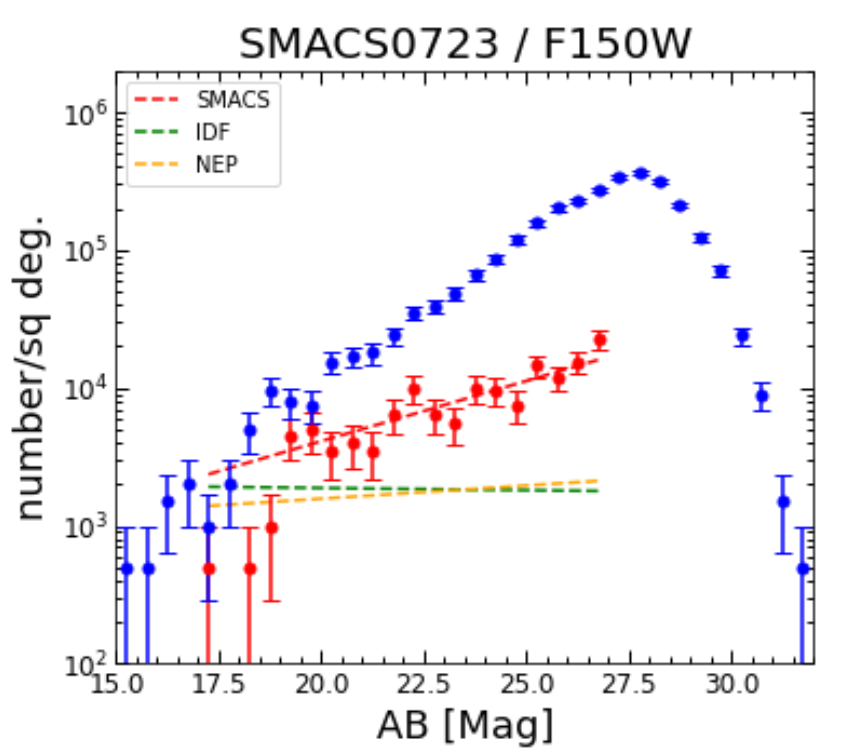 SMACS0723 / F150W
SMACS
IDF
NEP
10^6
10^5
10^4
10^3
10^2
number/sq deg.
15.0 17.5 20.0 22.5 25.0 27.5 30.0
AB [Mag]